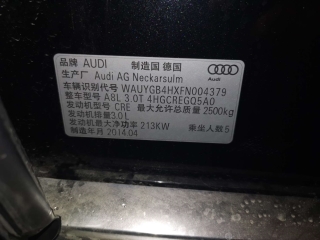 品牌 AUDI 制造国 德国
生产厂 Audi AG Neckarsulm
Audi
车辆识别代号 WAUYGB4HXFN004379
整车型号 A8L 3.0T 4HGCREGQ5A0
发动机型号 CRE 最大允许总质量 2500kg
发动机排量 3.0L
发动机最大净功率 213KW 乘坐人数 5
制造年月 2014.04